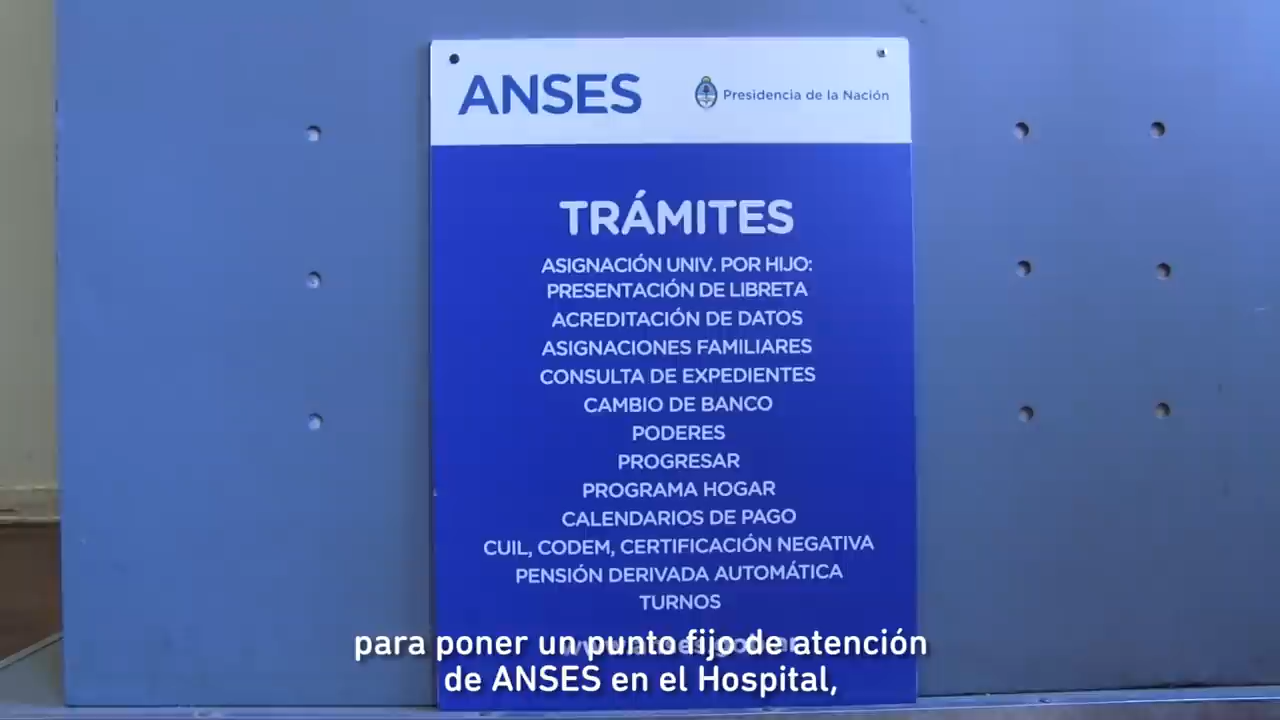 ANSES
Presidencia de la Nación
TRÁMITES
ASIGNACIÓN UNIV. POR HIJO:
PRESENTACIÓN DE LIBRETA
ACREDITACIÓN DE DATOS
ASIGNACIONES FAMILIARES
CONSULTA DE EXPEDIENTES
CAMBIO DE BANCO
PODERES
PROGRESAR
PROGRAMA HOGAR
CALENDARIOS DE PAGO
CUIL, CODEM, CERTIFICACIÓN NEGATIVA
PENSIÓN DERIVADA AUTOMÁTICA
TURNOS
para poner un punto fijo de atención
de ANSES en el Hospital,